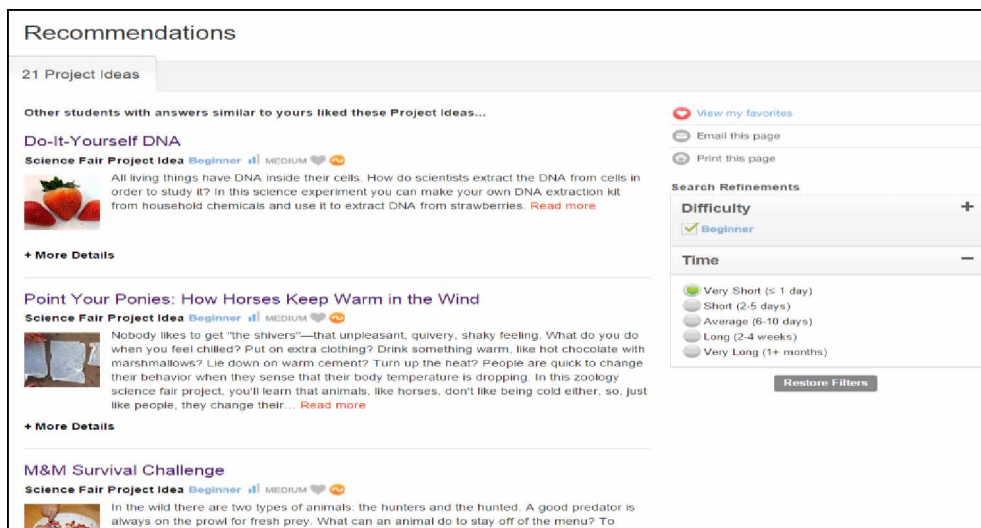 Recommendations
21 Project Ideas
Other students with answers similar to yours liked these Project Ideas...
Do-It-Yourself DNA
Science Fair Project Idea Beginner MEDIUM
All living things have DNA inside their cells. How do scientists extract the DNA from cells in
order to study it? In this science experiment you can make your own DNA extraction kit
from household chemicals and use it to extract DNA from strawberries. Read more
+ More Details
Point Your Ponies: How Horses Keep Warm in the Wind
Science Fair Project Idea Beginner MEDIUM
Nobody likes to get "the shivers"—that unpleasant, quivery, shaky feeling. What do you do
when you feel chilled? Put on extra clothing? Drink something warm, like hot chocolate with
marshmallows? Lie down on warm cement? Turn up the heat? People are quick to change
their behavior when they sense that their body temperature is dropping. In this zoology
science fair project, you'll learn that animals, like horses, don't like being cold either, so, just
like people, they change their... Read more
+ More Details
M&M Survival Challenge
Science Fair Project Idea Beginner MEDIUM
In the wild there are two types of animals: the hunters and the hunted. A good predator is
always on the prowl for fresh prey. What can an animal do to stay off of the menu? To
View my favorites
Email this page
Print this page
Search Refinements
Difficulty +
Beginner
Time −
Very Short (≤ 1 day)
Short (2-5 days)
Average (6-10 days)
Long (2-4 weeks)
Very Long (1+ months)
Restore Filters